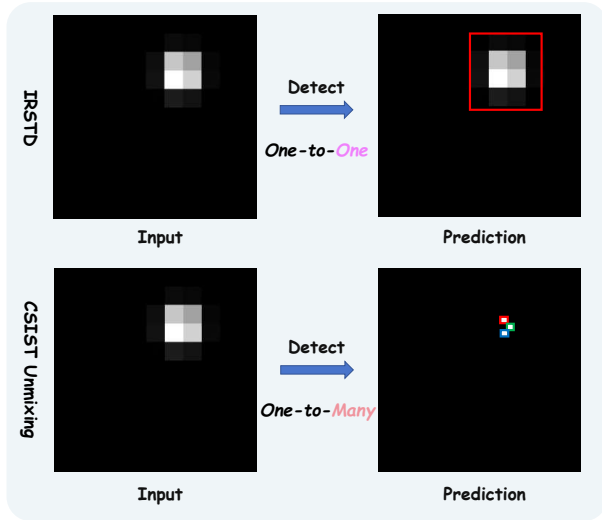 IRSTD
Detect
One-to-One
Input
Prediction
CSIST Unmixing
Detect
One-to-Many
Input
Prediction